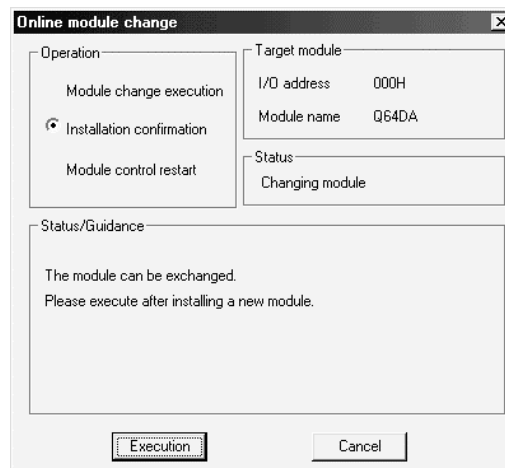 Online module change
Operation
Module change execution
Installation confirmation
Module control restart
Target module
I/O address 000H
Module name Q64DA
Status
Changing module
Status/Guidance
The module can be exchanged.
Please execute after installing a new module.
Execution Cancel